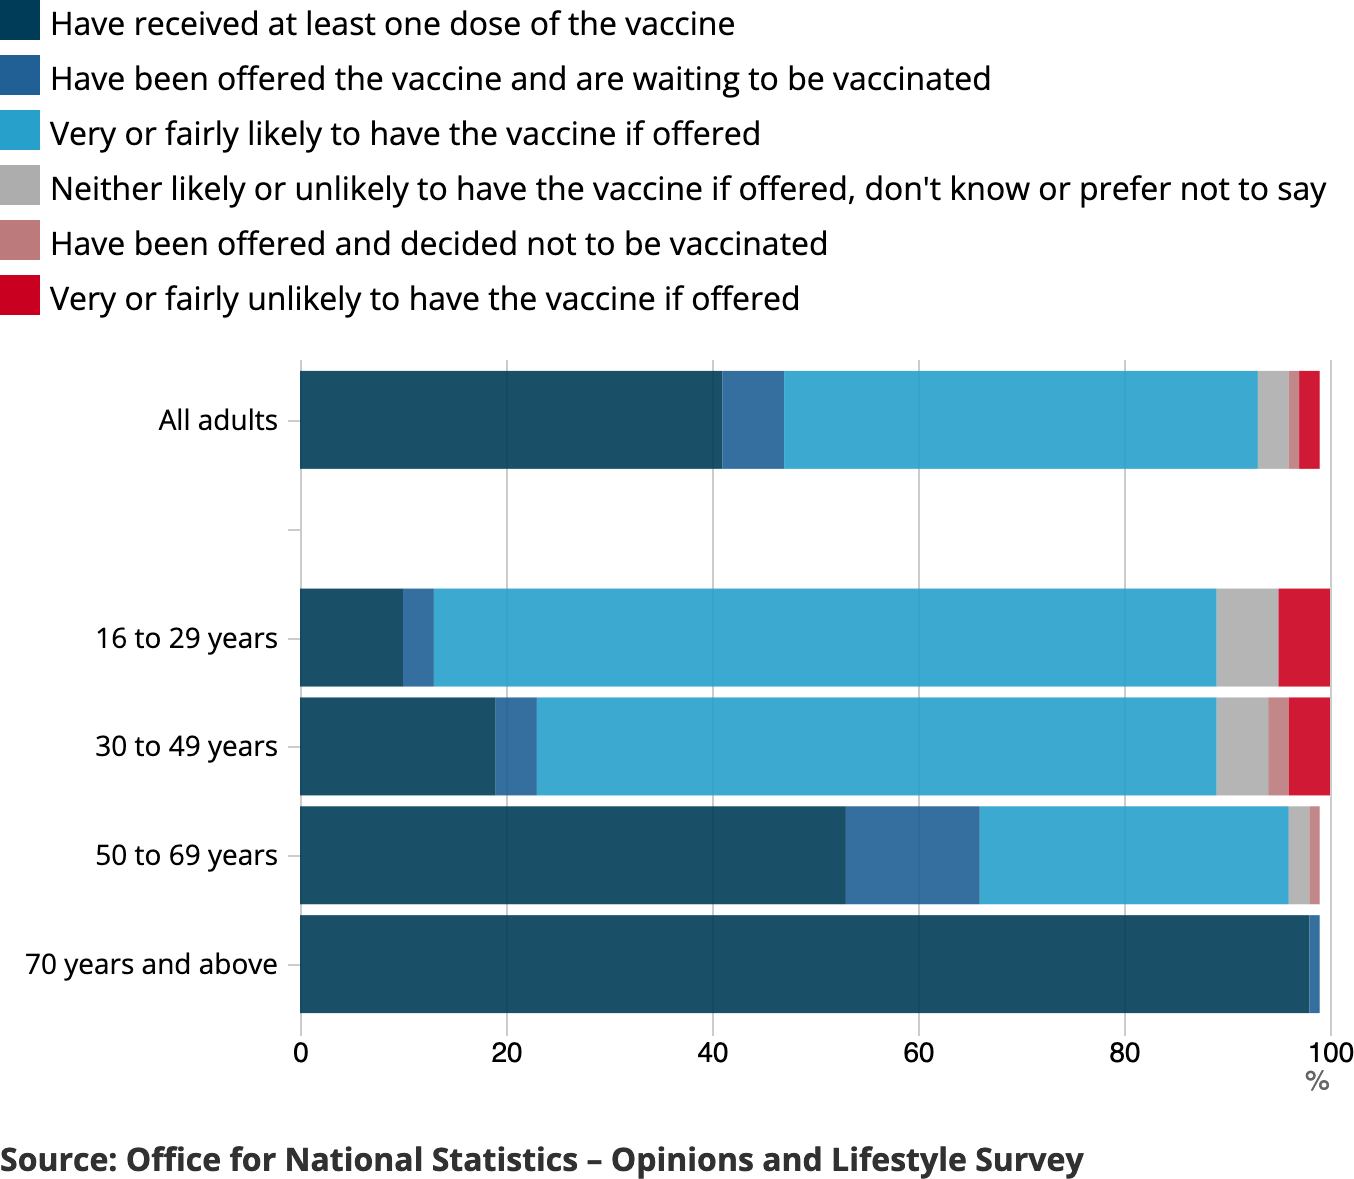 Have received at least one dose of the vaccine
Have been offered the vaccine and are waiting to be vaccinated
Very or fairly likely to have the vaccine if offered
Neither likely or unlikely to have the vaccine if offered, don't know or prefer not to say
Have been offered and decided not to be vaccinated
Very or fairly unlikely to have the vaccine if offered
All adults
16 to 29 years
30 to 49 years
50 to 69 years
70 years and above
0 20 40 60 80 100
%
Source: Office for National Statistics – Opinions and Lifestyle Survey